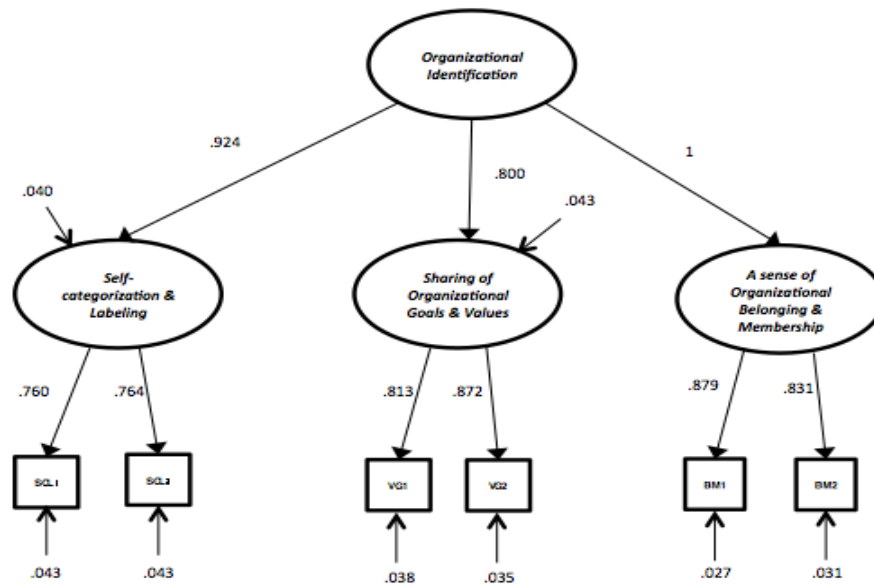 Organizational
Identification
.924
.800
1
.040
.043
Self-
categorization &
Labeling
Sharing of
Organizational
Goals & Values
A sense of
Organizational
Belonging &
Membership
.760
.764
.813
.872
.879
.831
VG1
VG2
BM1
BM2
.043
.043
.038
.035
.027
.031